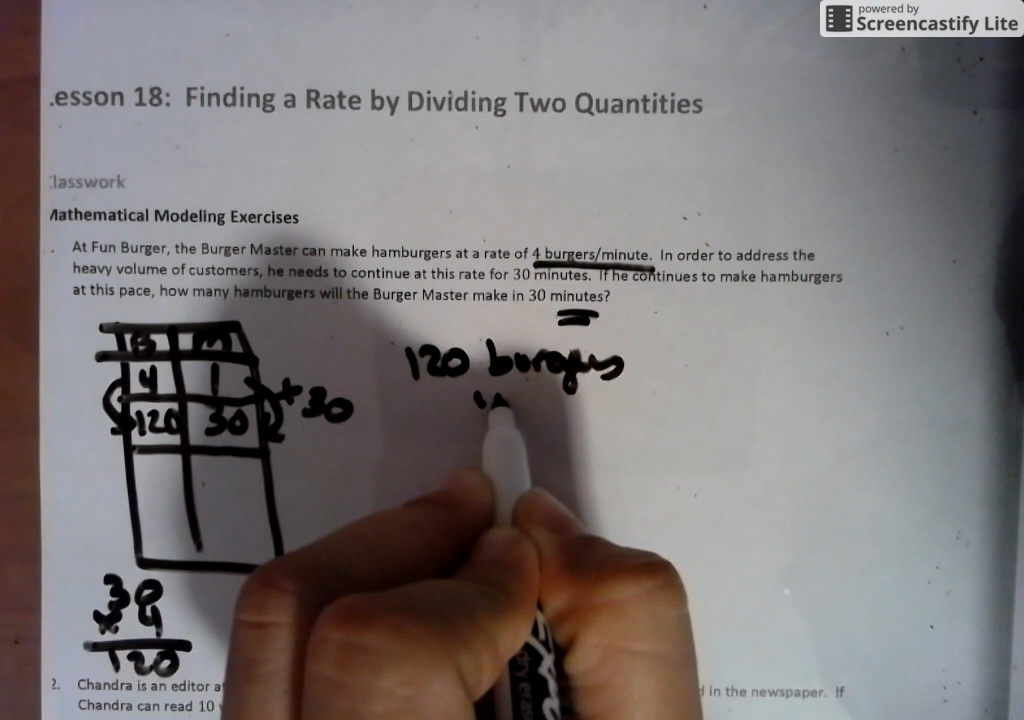 powered by
Screencastify Lite
.esson 18: Finding a Rate by Dividing Two Quantities
lasswork
Mathematical Modeling Exercises
. At Fun Burger, the Burger Master can make hamburgers at a rate of 4 burgers/minute. In order to address the
heavy volume of customers, he needs to continue at this rate for 30 minutes. If he continues to make hamburgers
at this pace, how many hamburgers will the Burger Master make in 30 minutes?
B M
4 1
120 30
30
120 burgers
30
x 4
120
2. Chandra is an editor a
d in the newspaper. If
Chandra can read 10